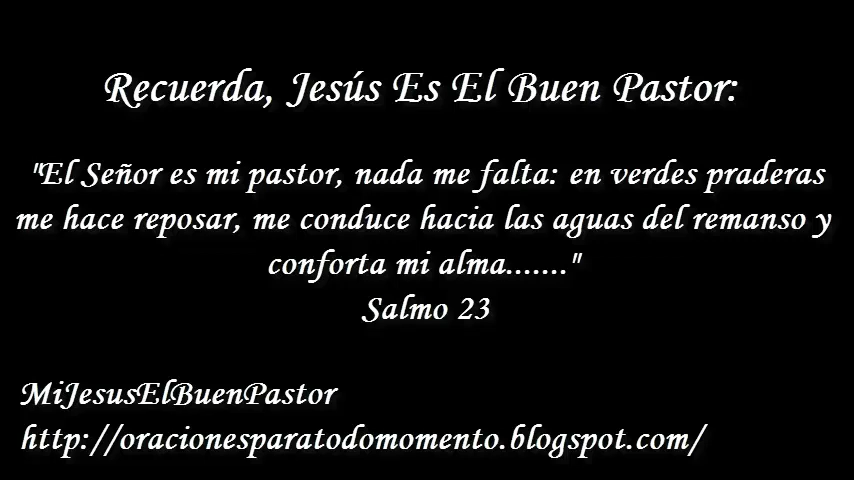 Recuerda, Jesús Es El Buen Pastor:
"El Señor es mi pastor, nada me falta: en verdes praderas
me hace reposar, me conduce hacia las aguas del remanso y
conforta mi alma......."
Salmo 23
MiJesusElBuenPastor
http://oracionesparatodomomento.blogspot.com/